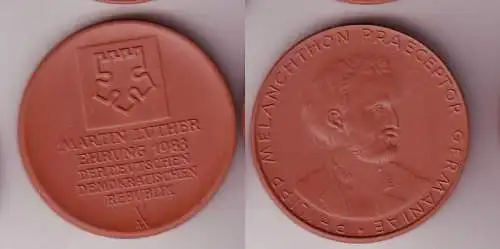 MARTIN LUTHER
EHRUNG 1983
DER DEUTSCHEN
DEMOKRATISCHEN
REPUBLIK
PHILIPP MELANCHTHON PRAECEPTOR GERMANIAE